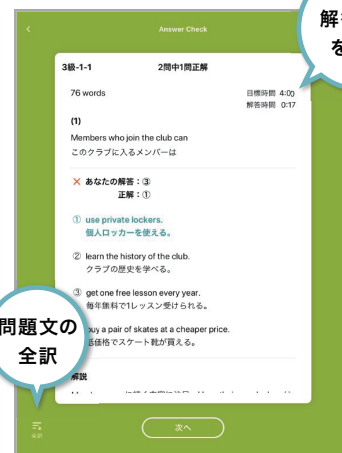 解
を
Answer Check
3級-1-1 2問中1問正解
76 words 目標時間 4:00
解答時間 0:17
(1)
Members who join the club can
このクラブに入るメンバーは
× あなたの解答:③
正解:①
① use private lockers.
個人ロッカーを使える。
② learn the history of the club.
クラブの歴史を学べる。
③ get one free lesson every year.
毎年無料で1レッスン受けられる。
buy a pair of skates at a cheaper price.
低価格でスケート靴が買える。
問題文の
全訳
解説
全訳
次へ